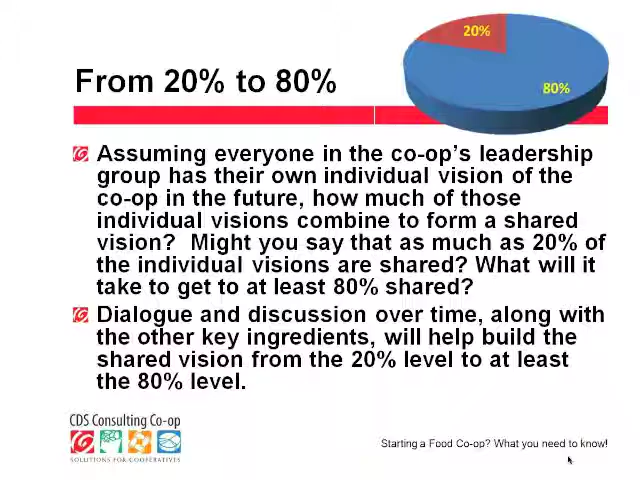 20%
From 20% to 80%
80%
Assuming everyone in the co-op's leadership
group has their own individual vision of the
co-op in the future, how much of those
individual visions combine to form a shared
vision?  Might you say that as much as 20% of
the individual visions are shared? What will it
take to get to at least 80% shared?
Dialogue and discussion over time, along with
the other key ingredients, will help build the
shared vision from the 20% level to at least
the 80% level.
CDS Consulting Co-op
SOLUTIONS FOR COOPERATIVES
Starting a Food Co-op? What you need to know!